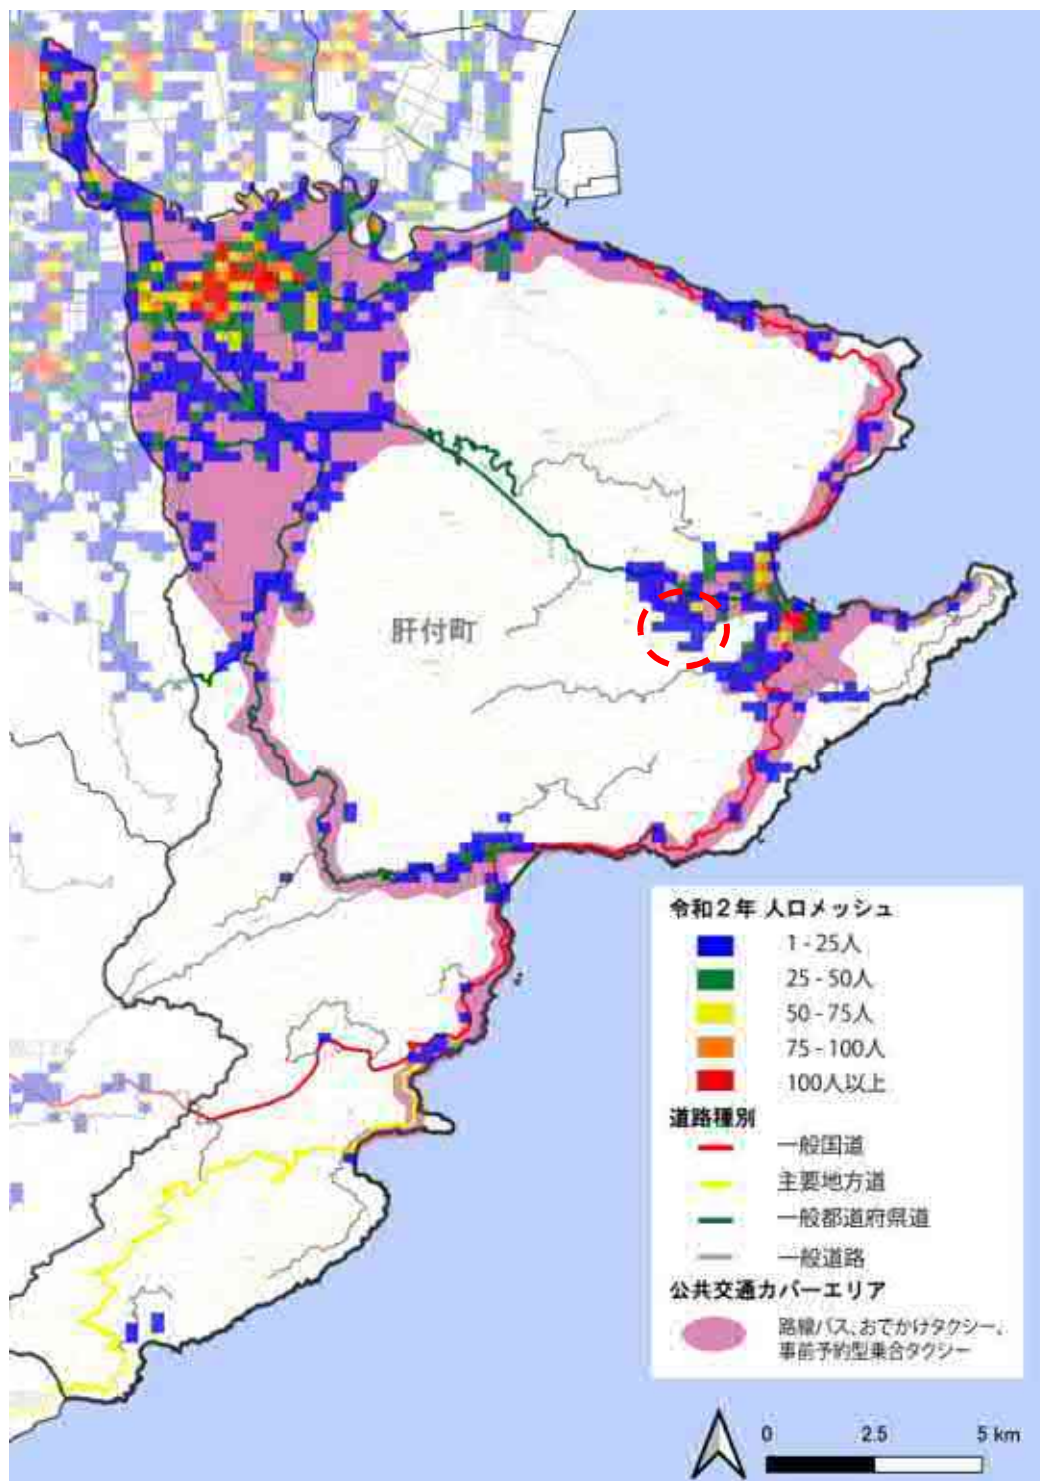 肝付町
令和２年 人口メッシュ
1 - 25人
25 - 50人
50 - 75人
75 - 100人
100人以上
道路種別
一般国道
主要地方道
一般都道府県道
一般道路
公共交通カバーエリア
路線バス、おでかけタクシー、
事前予約型乗合タクシー
0 2.5 5 km